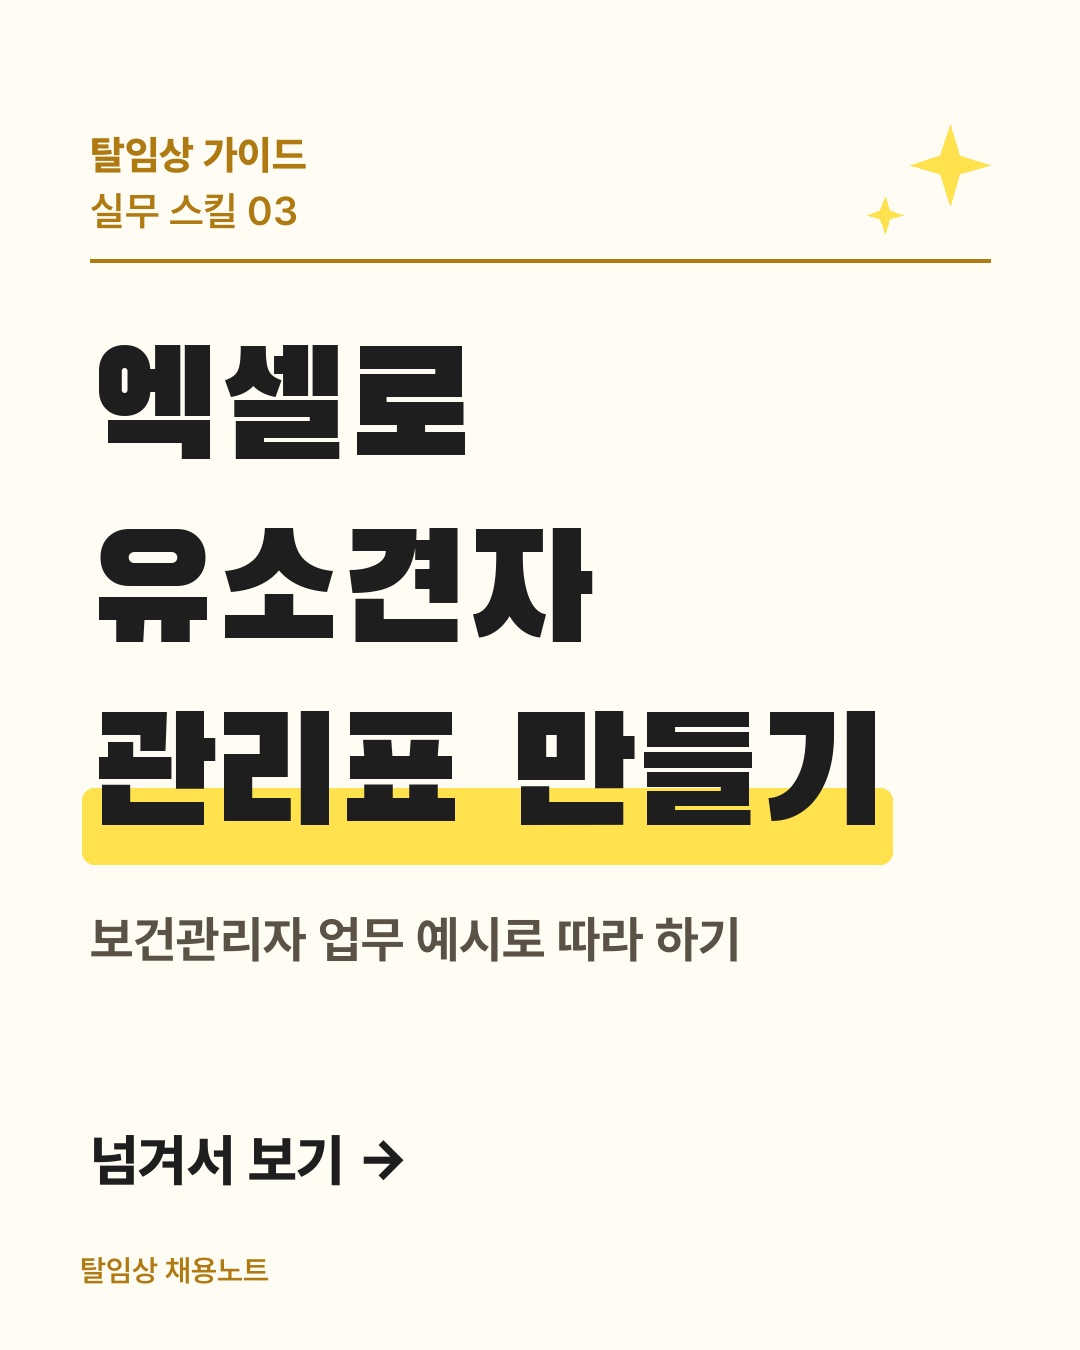 탈임상 가이드
실무 스킬 03
엑셀로
유소견자
관리표 만들기
보건관리자 업무 예시로 따라 하기
넘겨서 보기 →
탈임상 채용노트